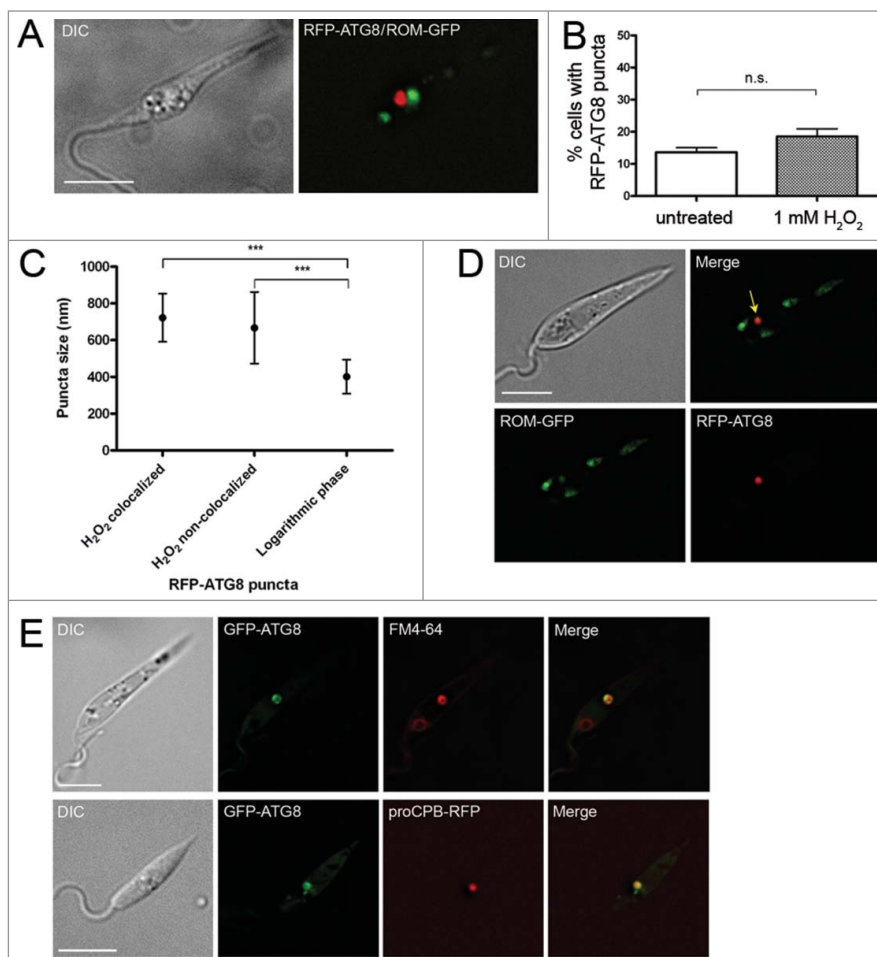 A
DIC
RFP-ATG8/ROM-GFP
B
% cells with
RFP-ATG8 puncta
50
40
30
20
10
0
n.s.
untreated
1 mM H₂O₂
C
Puncta size (nm)
1000
800
600
400
200
0
***
***
H₂O₂ colocalized
H₂O₂ non-colocalized
Logarithmic phase
RFP-ATG8 puncta
D
DIC
Merge
ROM-GFP
RFP-ATG8
E
DIC
GFP-ATG8
FM4-64
Merge
DIC
GFP-ATG8
proCPB-RFP
Merge